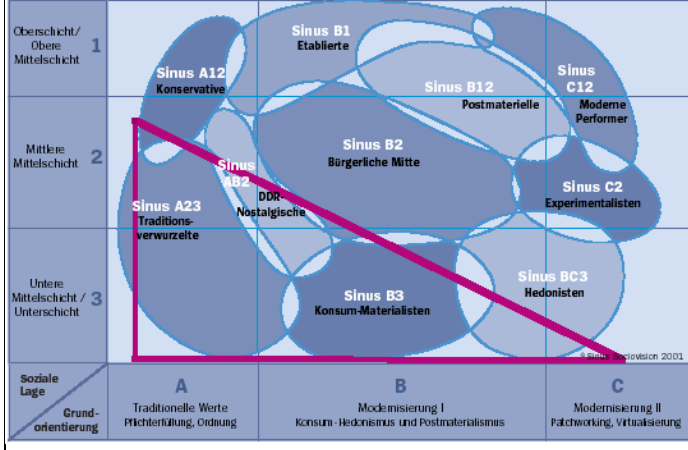 Oberschicht/
Obere
Mittelschicht
1
Sinus B1
Etablierte
Sinus A12
Konservative
Sinus
C12
Moderne
Performer
Sinus B12
Postmaterielle
Mittlere
Mittelschicht
2
Sinus B2
Bürgerliche Mitte
Sinus
AB2
DDR-
Nostalgische
Sinus C2
Experimentalisten
Sinus A23
Traditions-
verwurzelte
Untere
Mittelschicht /
Unterschicht
3
Sinus B3
Konsum-Materialisten
Sinus BC3
Hedonisten
© Sinus Sociovision 2001
Soziale
Lage
Grund-
orientierung
A
Traditionelle Werte
Pflichterfüllung, Ordnung
B
Modernisierung I
Konsum-Hedonismus und Postmaterialismus
C
Modernisierung II
Patchworking, Virtualisierung